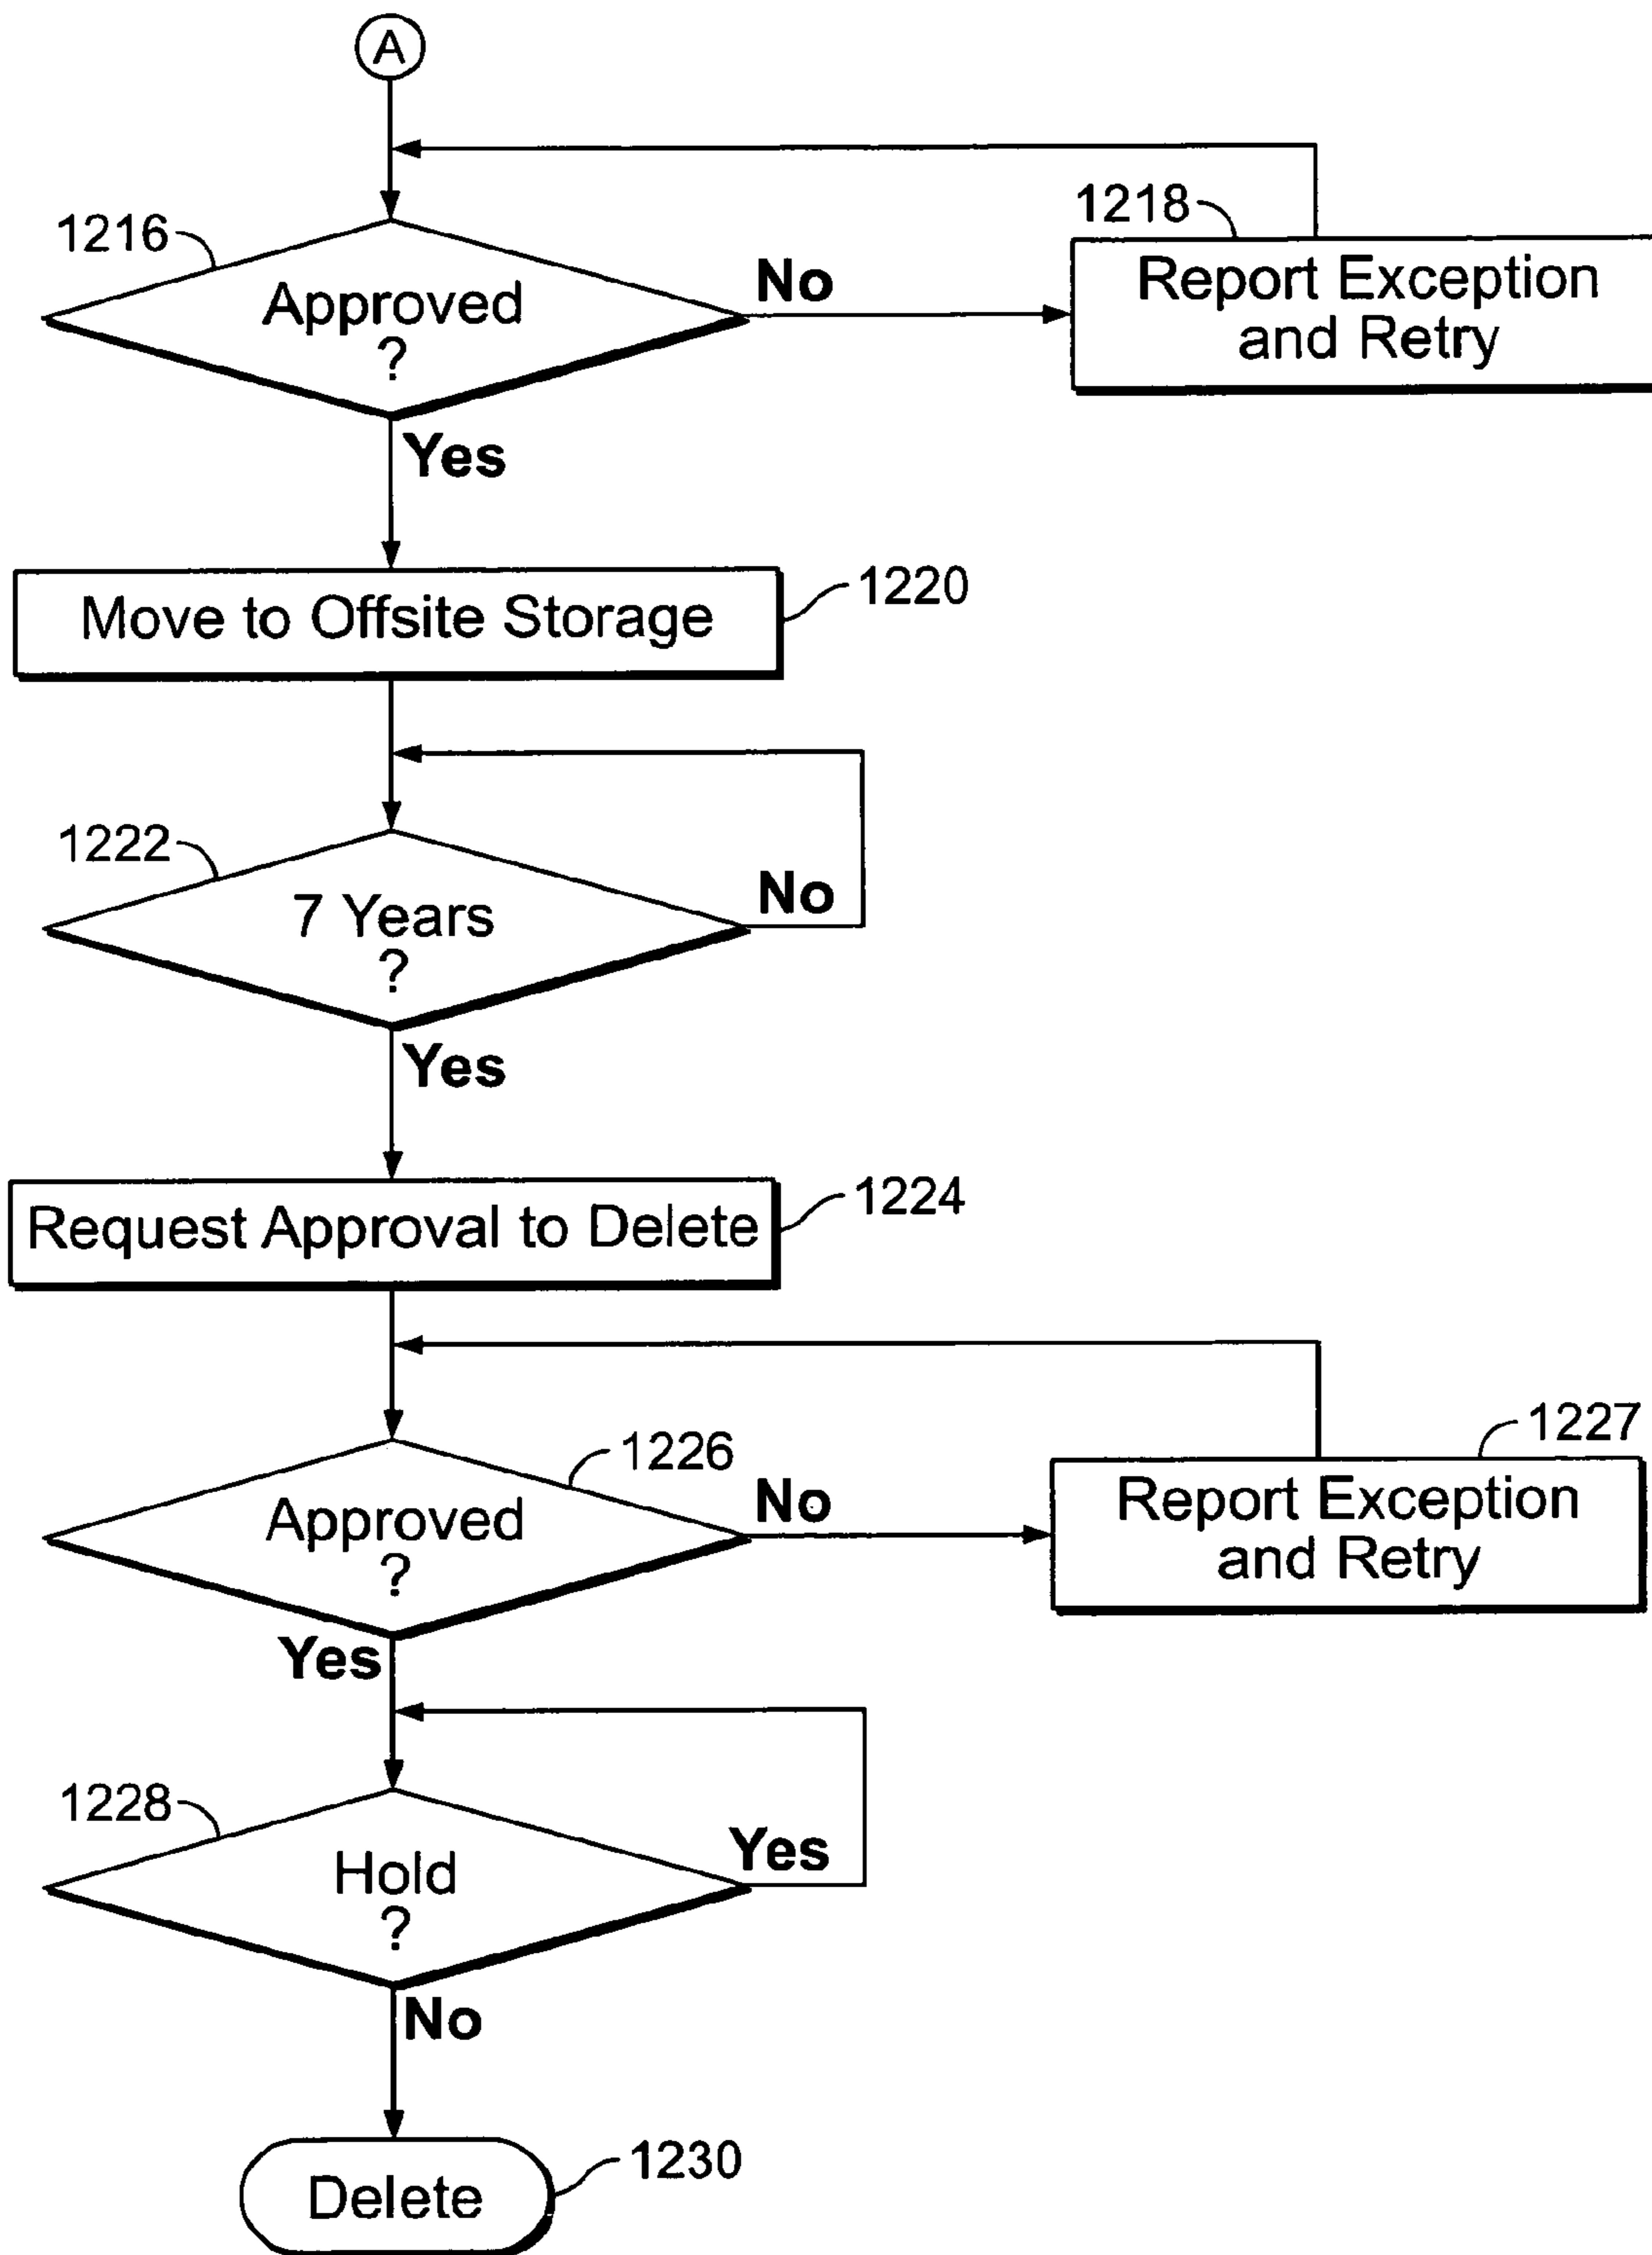 A
1216
Approved
?
No
1218
Report Exception
and Retry
Yes
Move to Offsite Storage
1220
1222
7 Years
?
No
Yes
Request Approval to Delete
1224
1226
Approved
?
No
1227
Report Exception
and Retry
Yes
1228
Hold
?
Yes
No
Delete
1230